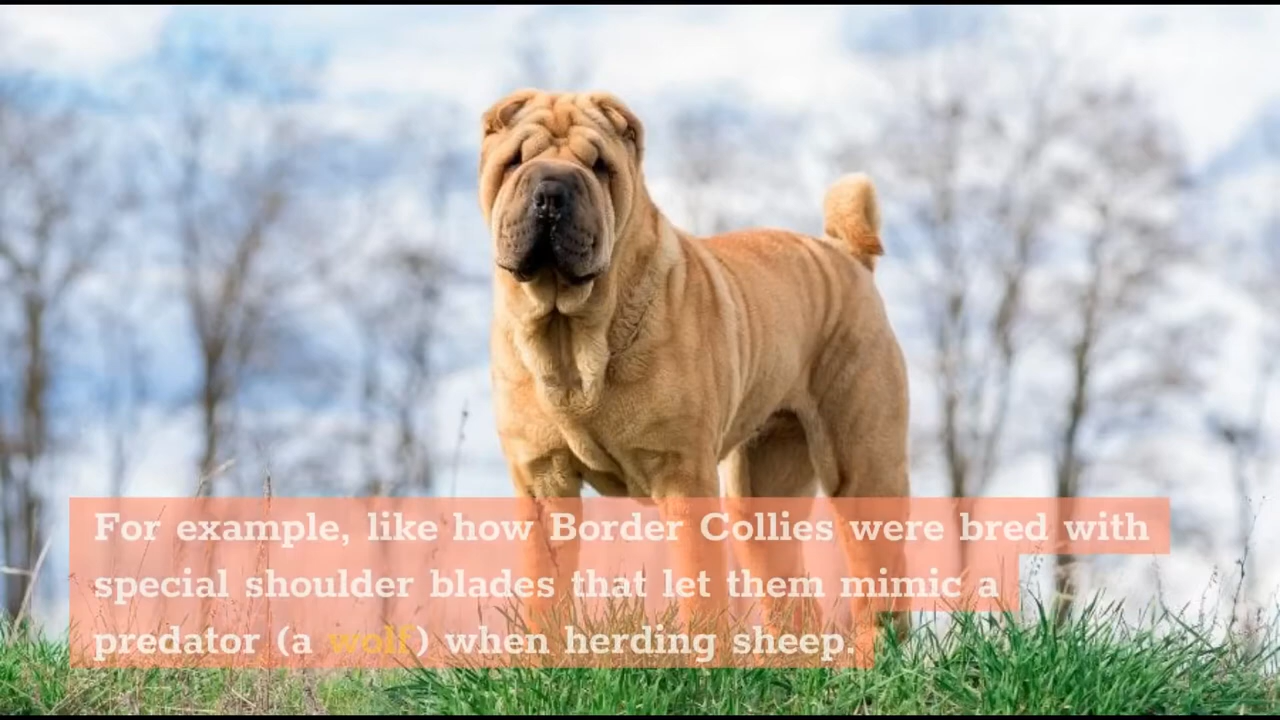 For example, like how Border Collies were bred with
special shoulder blades that let them mimic a
predator (a wolf) when herding sheep.